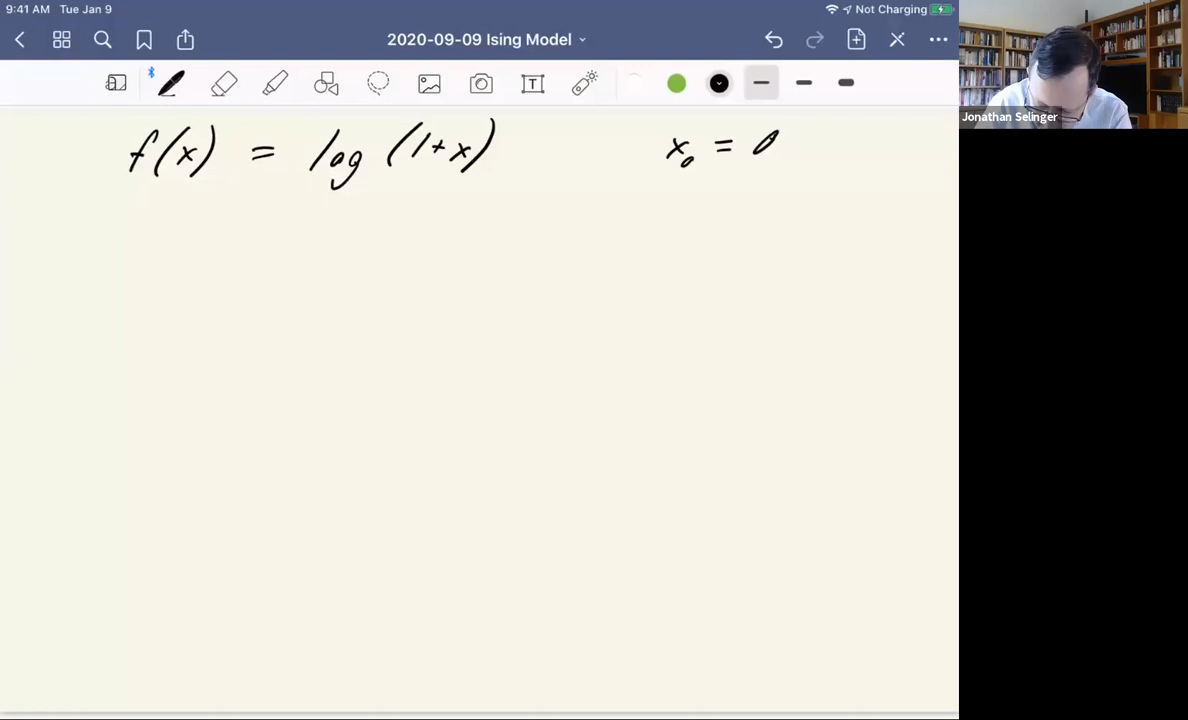 9:41 AM Tue Jan 9 Not Charging
2020-09-09 Ising Model
T
Jonathan Selinger
f(x) = log (1+x) x₀ = 0